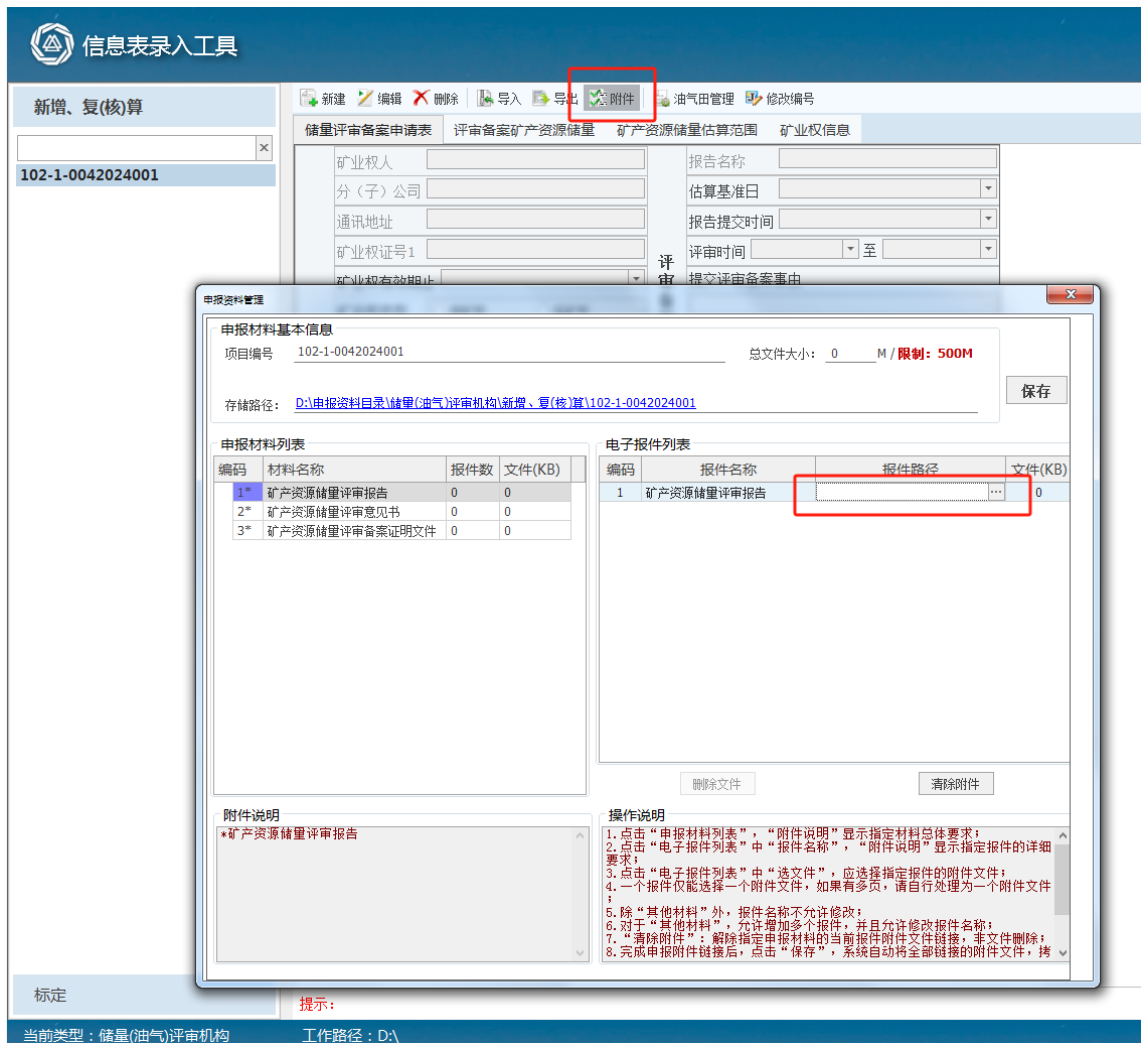 信息表录入工具
新增、复(核)算
新建 编辑 删除 导入 导出 附件 油气田管理 修改编号
储量评审备案申请表 评审备案矿产资源储量 矿产资源储量估算范围 矿业权信息
102-1-0042024001
矿业权人 报告名称
分（子）公司 估算基准日
通讯地址 报告提交时间
矿业权证号1 评审时间 至
评
审
矿业权有效期止 提交评审备案事由
申报资料管理
申报材料基本信息
项目编号 102-1-0042024001 总文件大小： 0 M / 限制：500M
保存
存储路径： D:\申报资料目录\储量(油气)评审机构\新增、复(核)算\102-1-0042024001
申报材料列表
编码 材料名称 报件数 文件(KB)
1* 矿产资源储量评审报告 0 0
2* 矿产资源储量评审意见书 0 0
3* 矿产资源储量评审备案证明文件 0 0
电子报件列表
编码 报件名称 报件路径 文件(KB)
1 矿产资源储量评审报告 ... 0
删除文件 清除附件
附件说明
*矿产资源储量评审报告
操作说明
1.点击“申报材料列表”，“附件说明”显示指定材料总体要求；
2.点击“电子报件列表”中“报件名称”，“附件说明”显示指定报件的详细
要求；
3.点击“电子报件列表”中“选文件”，应选择指定报件的附件文件；
4.一个报件仅能选择一个附件文件，如果有多页，请自行处理为一个附件文件
；
5.除“其他材料”外，报件名称不允许修改；
6.对于“其他材料”，允许增加多个报件，并且允许修改报件名称；
7.“清除附件”：解除指定申报材料的当前报件附件文件链接，非文件删除；
8.完成申报附件链接后，点击“保存”，系统自动将全部链接的附件文件，拷
标定
提示：
当前类型：储量(油气)评审机构 工作路径：D:\